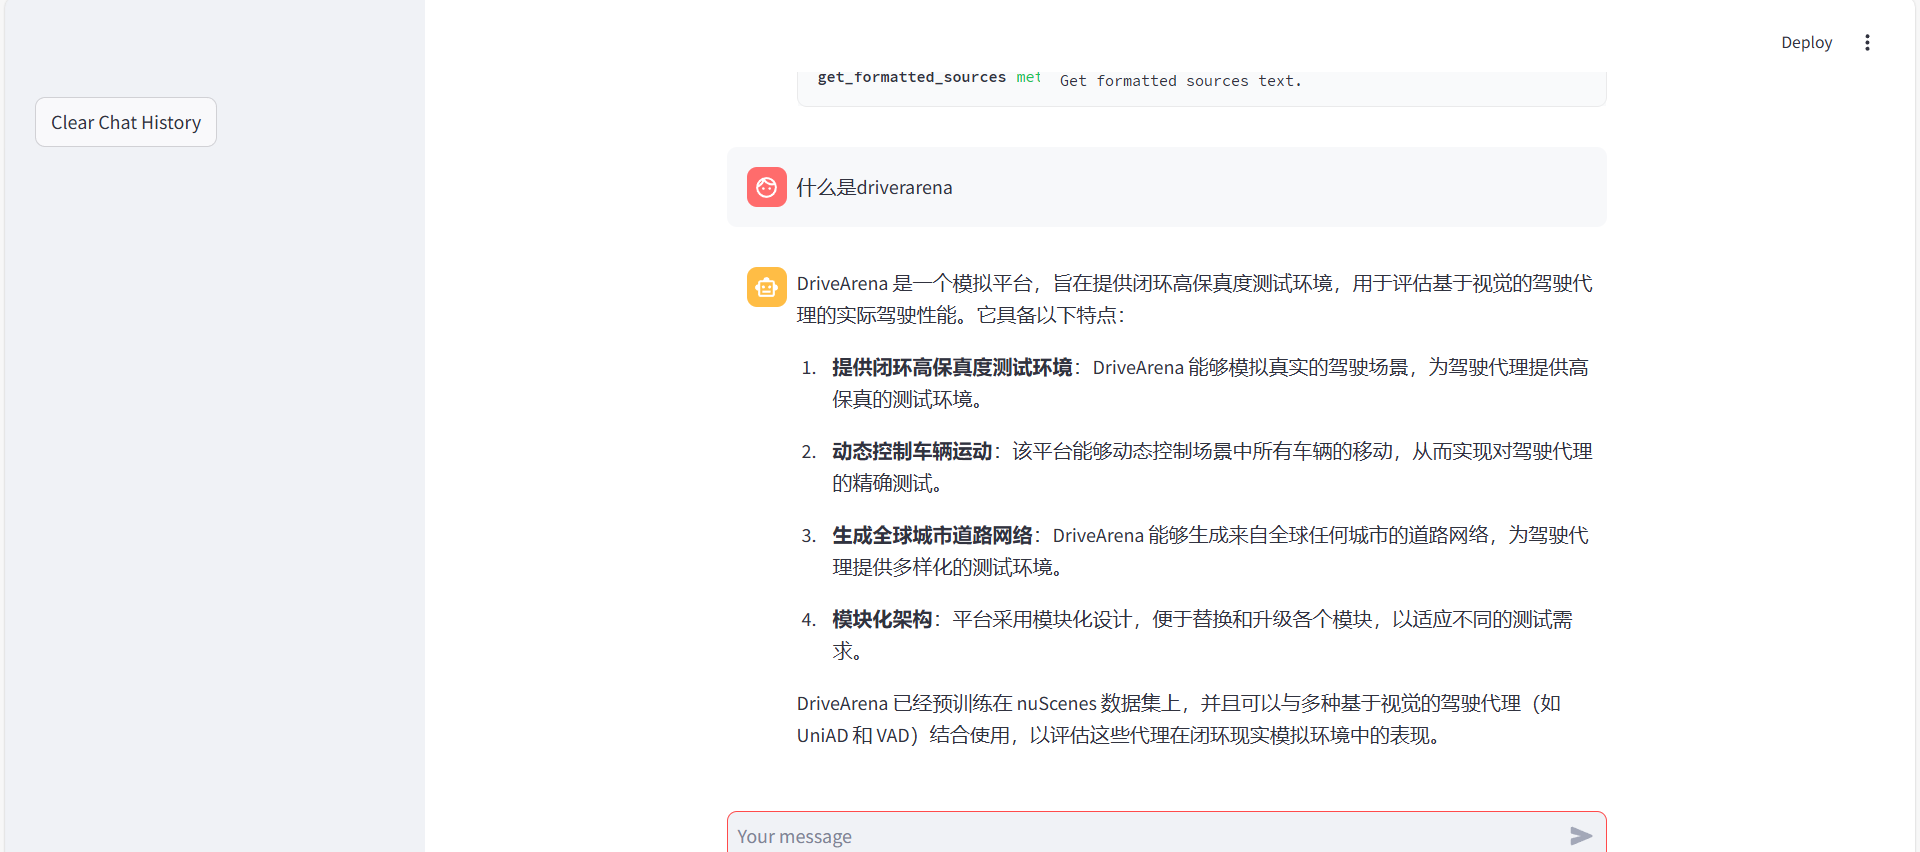 Deploy
Clear Chat History
get_formatted_sources met
Get formatted sources text.
什么是driverarena
DriveArena 是一个模拟平台，旨在提供闭环高保真度测试环境，用于评估基于视觉的驾驶代
理的实际驾驶性能。它具备以下特点：
1. 提供闭环高保真度测试环境：DriveArena 能够模拟真实的驾驶场景，为驾驶代理提供高
保真的测试环境。
2. 动态控制车辆运动：该平台能够动态控制场景中所有车辆的移动，从而实现对驾驶代理
的精确测试。
3. 生成全球城市道路网络：DriveArena 能够生成来自全球任何城市的道路网络，为驾驶代
理提供多样化的测试环境。
4. 模块化架构：平台采用模块化设计，便于替换和升级各个模块，以适应不同的测试需
求。
DriveArena 已经预训练在 nuScenes 数据集上，并且可以与多种基于视觉的驾驶代理（如
UniAD 和 VAD）结合使用，以评估这些代理在闭环现实模拟环境中的表现。
Your message